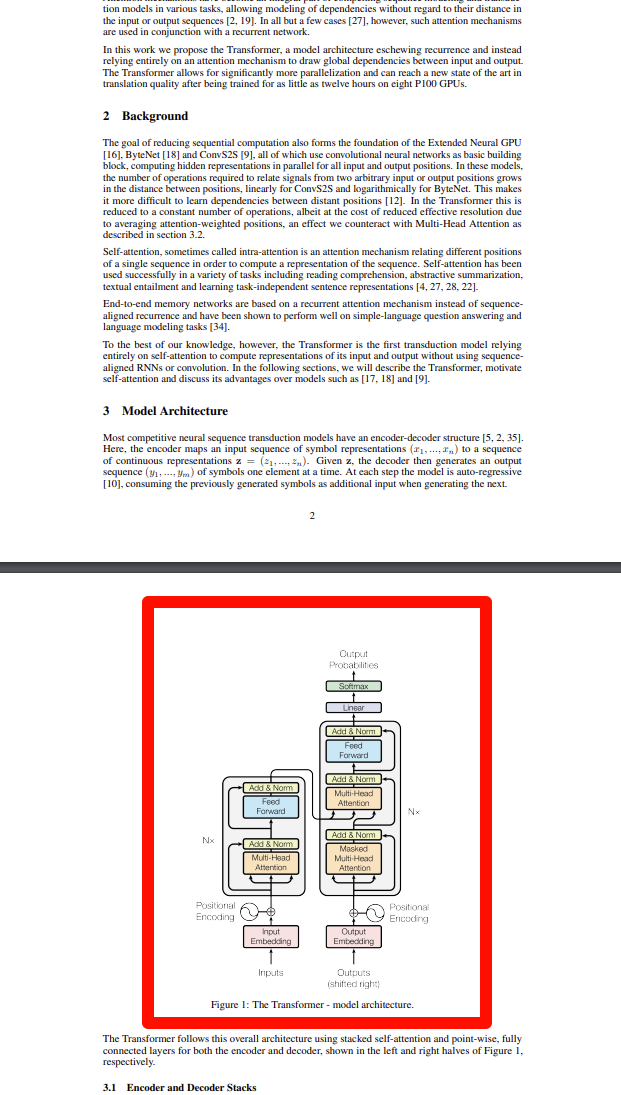 tion models in various tasks, allowing modeling of dependencies without regard to their distance in
the input or output sequences [2, 19]. In all but a few cases [27], however, such attention mechanisms
are used in conjunction with a recurrent network.
In this work we propose the Transformer, a model architecture eschewing recurrence and instead
relying entirely on an attention mechanism to draw global dependencies between input and output.
The Transformer allows for significantly more parallelization and can reach a new state of the art in
translation quality after being trained for as little as twelve hours on eight P100 GPUs.
2 Background
The goal of reducing sequential computation also forms the foundation of the Extended Neural GPU
[16], ByteNet [18] and ConvS2S [9], all of which use convolutional neural networks as basic building
block, computing hidden representations in parallel for all input and output positions. In these models,
the number of operations required to relate signals from two arbitrary input or output positions grows
in the distance between positions, linearly for ConvS2S and logarithmically for ByteNet. This makes
it more difficult to learn dependencies between distant positions [12]. In the Transformer this is
reduced to a constant number of operations, albeit at the cost of reduced effective resolution due
to averaging attention-weighted positions, an effect we counteract with Multi-Head Attention as
described in section 3.2.
Self-attention, sometimes called intra-attention is an attention mechanism relating different positions
of a single sequence in order to compute a representation of the sequence. Self-attention has been
used successfully in a variety of tasks including reading comprehension, abstractive summarization,
textual entailment and learning task-independent sentence representations [4, 27, 28, 22].
End-to-end memory networks are based on a recurrent attention mechanism instead of sequence-
aligned recurrence and have been shown to perform well on simple-language question answering and
language modeling tasks [34].
To the best of our knowledge, however, the Transformer is the first transduction model relying
entirely on self-attention to compute representations of its input and output without using sequence-
aligned RNNs or convolution. In the following sections, we will describe the Transformer, motivate
self-attention and discuss its advantages over models such as [17, 18] and [9].
3 Model Architecture
Most competitive neural sequence transduction models have an encoder-decoder structure [5, 2, 35].
Here, the encoder maps an input sequence of symbol representations (x₁, ..., xₙ) to a sequence
of continuous representations z = (z₁, ..., zₙ). Given z, the decoder then generates an output
sequence (y₁, ..., yₘ) of symbols one element at a time. At each step the model is auto-regressive
[10], consuming the previously generated symbols as additional input when generating the next.
2
Output
Probabilities
Softmax
Linear
Add & Norm
Feed
Forward
Add & Norm
Multi-Head
Attention
Nx
Add & Norm
Masked
Multi-Head
Attention
Add & Norm
Feed
Forward
Nx
Add & Norm
Multi-Head
Attention
Positional
Encoding
Positional
Encoding
Input
Embedding
Output
Embedding
Inputs
Outputs
(shifted right)
Figure 1: The Transformer - model architecture.
The Transformer follows this overall architecture using stacked self-attention and point-wise, fully
connected layers for both the encoder and decoder, shown in the left and right halves of Figure 1,
respectively.
3.1 Encoder and Decoder Stacks